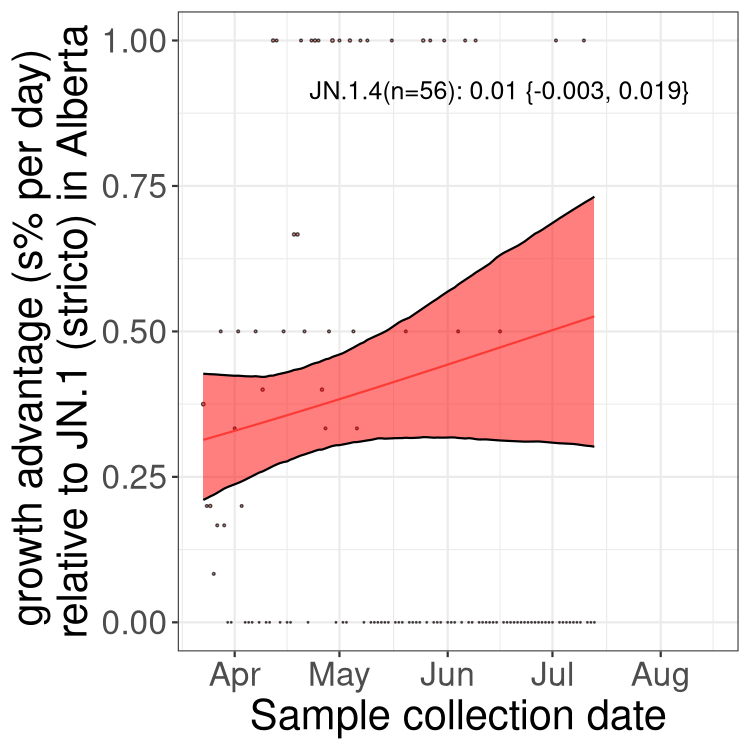 growth advantage (s% per day)
relative to JN.1 (stricto) in Alberta
1.00
JN.1.4(n=56): 0.01 {-0.003, 0.019}
0.75
0.50
0.25
0.00
Apr May Jun Jul Aug
Sample collection date